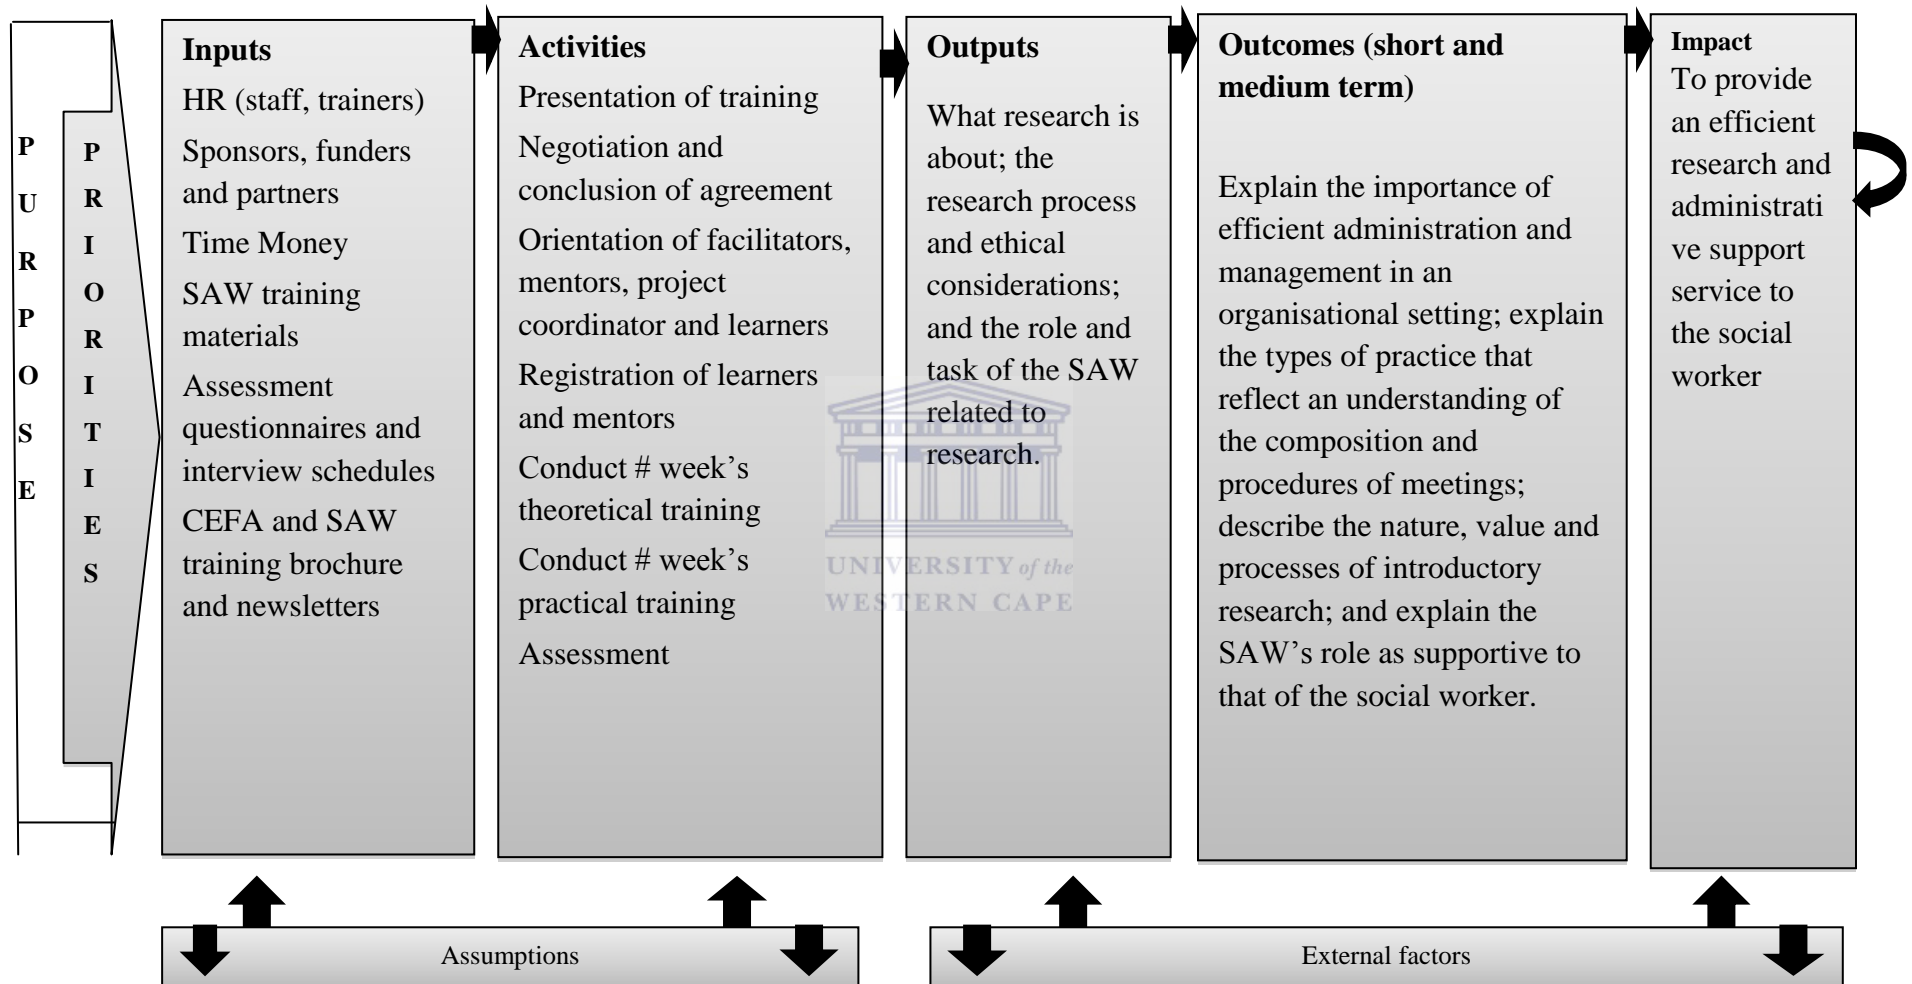 PURPOSE
PRIORITIES
Inputs
HR (staff, trainers)
Sponsors, funders
and partners
Time Money
SAW training
materials
Assessment
questionnaires and
interview schedules
CEFA and SAW
training brochure
and newsletters
Activities
Presentation of training
Negotiation and
conclusion of agreement
Orientation of facilitators,
mentors, project
coordinator and learners
Registration of learners
and mentors
Conduct # week’s
theoretical training
Conduct # week’s
practical training
Assessment
Outputs
What research is
about; the
research process
and ethical
considerations;
and the role and
task of the SAW
related to
research.
Outcomes (short and
medium term)
Explain the importance of
efficient administration and
management in an
organisational setting; explain
the types of practice that
reflect an understanding of
the composition and
procedures of meetings;
describe the nature, value and
processes of introductory
research; and explain the
SAW’s role as supportive to
that of the social worker.
Impact
To provide
an efficient
research and
administrati
ve support
service to
the social
worker
UNIVERSITY of the
WESTERN CAPE
Assumptions
External factors